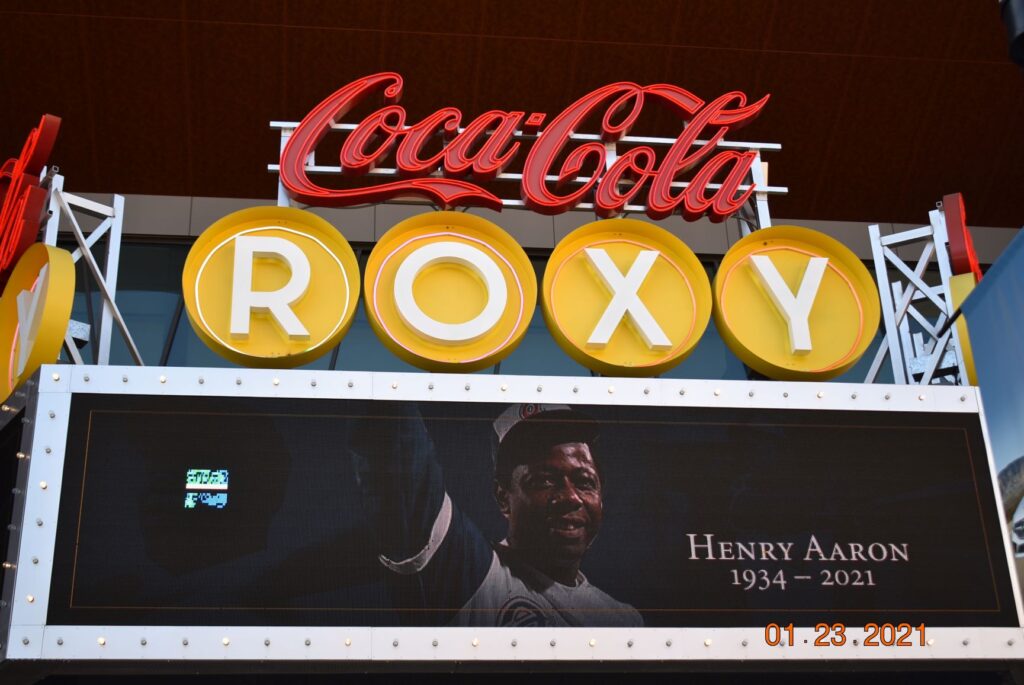 Coca-Cola
ROXY
HENRY AARON
1934 – 2021
01.23.2021